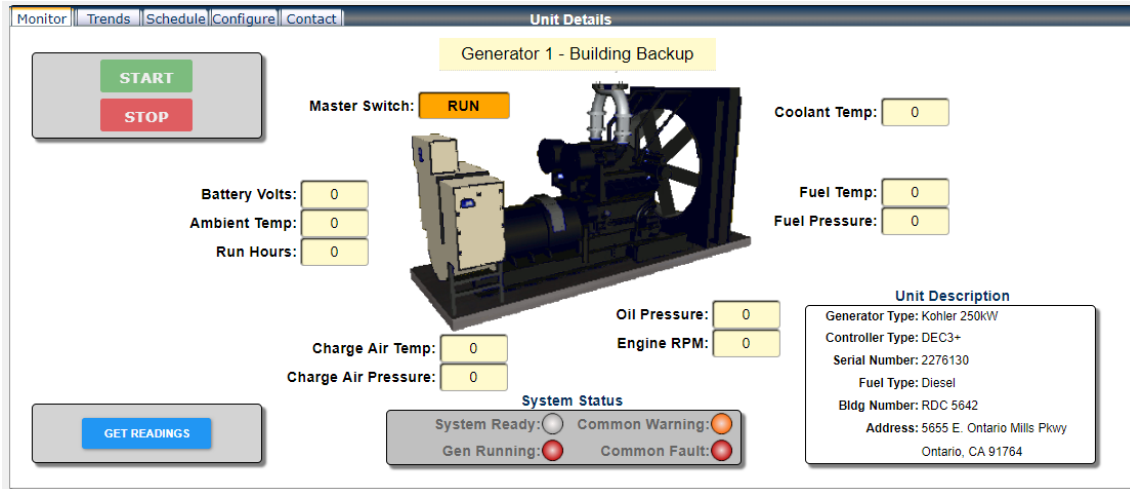 Monitor Trends Schedule Configure Contact Unit Details
Generator 1 - Building Backup
START
STOP
Master Switch: RUN
Coolant Temp: 0
Battery Volts: 0
Ambient Temp: 0
Run Hours: 0
Fuel Temp: 0
Fuel Pressure: 0
Oil Pressure: 0
Engine RPM: 0
Charge Air Temp: 0
Charge Air Pressure: 0
Unit Description
Generator Type: Kohler 250kW
Controller Type: DEC3+
Serial Number: 2276130
Fuel Type: Diesel
Bldg Number: RDC 5642
Address: 5655 E. Ontario Mills Pkwy
Ontario, CA 91764
System Status
System Ready: Common Warning:
Gen Running: Common Fault:
GET READINGS